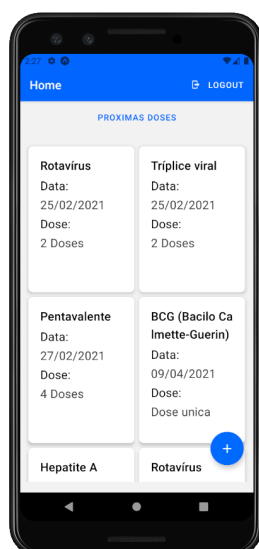 2:27
Home
LOGOUT
PROXIMAS DOSES
Rotavírus
Data:
25/02/2021
Dose:
2 Doses
Tríplice viral
Data:
25/02/2021
Dose:
2 Doses
Pentavalente
Data:
27/02/2021
Dose:
4 Doses
BCG (Bacilo Ca
lmette-Guerin)
Data:
09/04/2021
Dose:
Dose unica
+
Hepatite A
Rotavírus